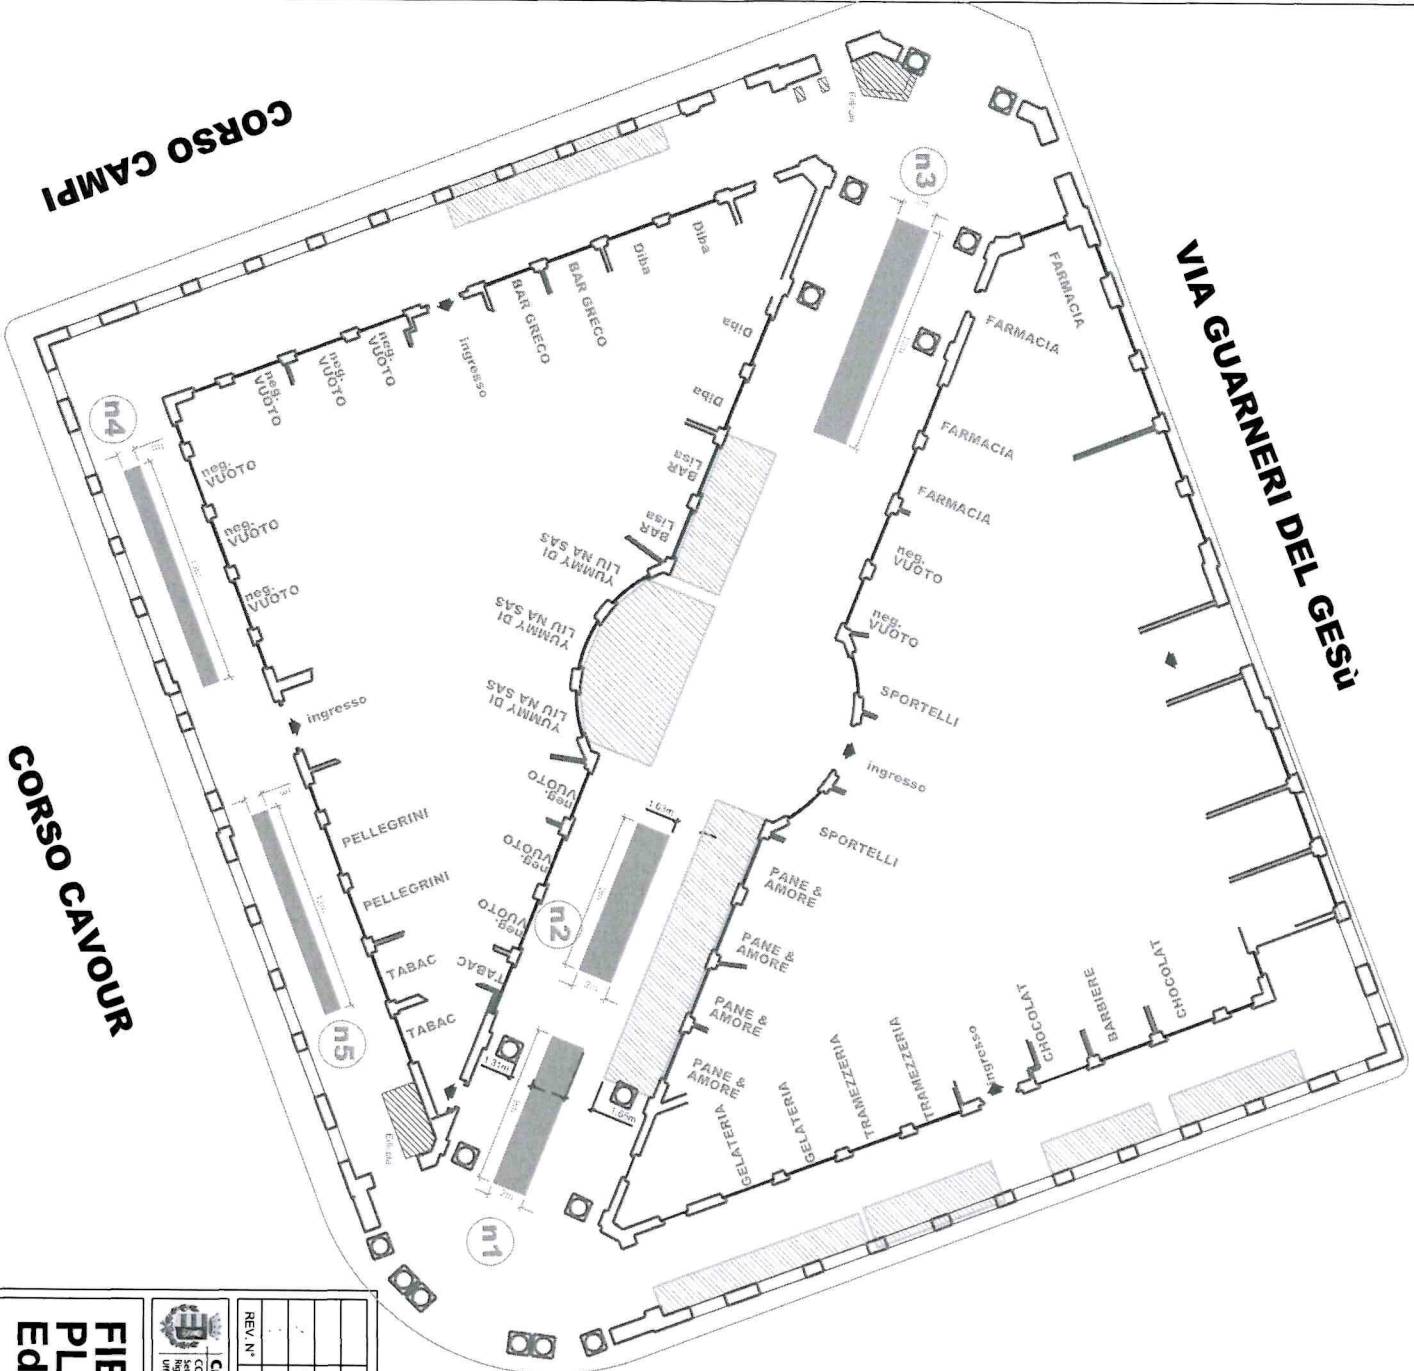 CORSO CAMPI
VIA GUARNERI DEL GESÙ
CORSO CAVOUR
n3
n4
n5
n2
n1
Diba
Diba
BAR GRECO
BAR GRECO
ingresso
neg.
VUOTO
neg.
VUOTO
neg.
VUOTO
neg.
VUOTO
neg.
VUOTO
neg.
VUOTO
ingresso
PELLEGRINI
PELLEGRINI
TABAC
TABAC
Diba
Diba
BAR
Lisa
BAR
Lisa
YUMMY DI
LIU NA SAS
YUMMY DI
LIU NA SAS
YUMMY DI
LIU NA SAS
neg.
VUOTO
neg.
VUOTO
neg.
VUOTO
TABAC
FARMACIA
FARMACIA
FARMACIA
FARMACIA
neg.
VUOTO
neg.
VUOTO
SPORTELLI
ingresso
SPORTELLI
PANE &
AMORE
PANE &
AMORE
PANE &
AMORE
PANE &
AMORE
GELATERIA
GELATERIA
TRAMEZZERIA
TRAMEZZERIA
ingresso
CHOCOLAT
BARBIERE
CHOCOLAT
1.63m
2m
1.31m
2m
REV. N°